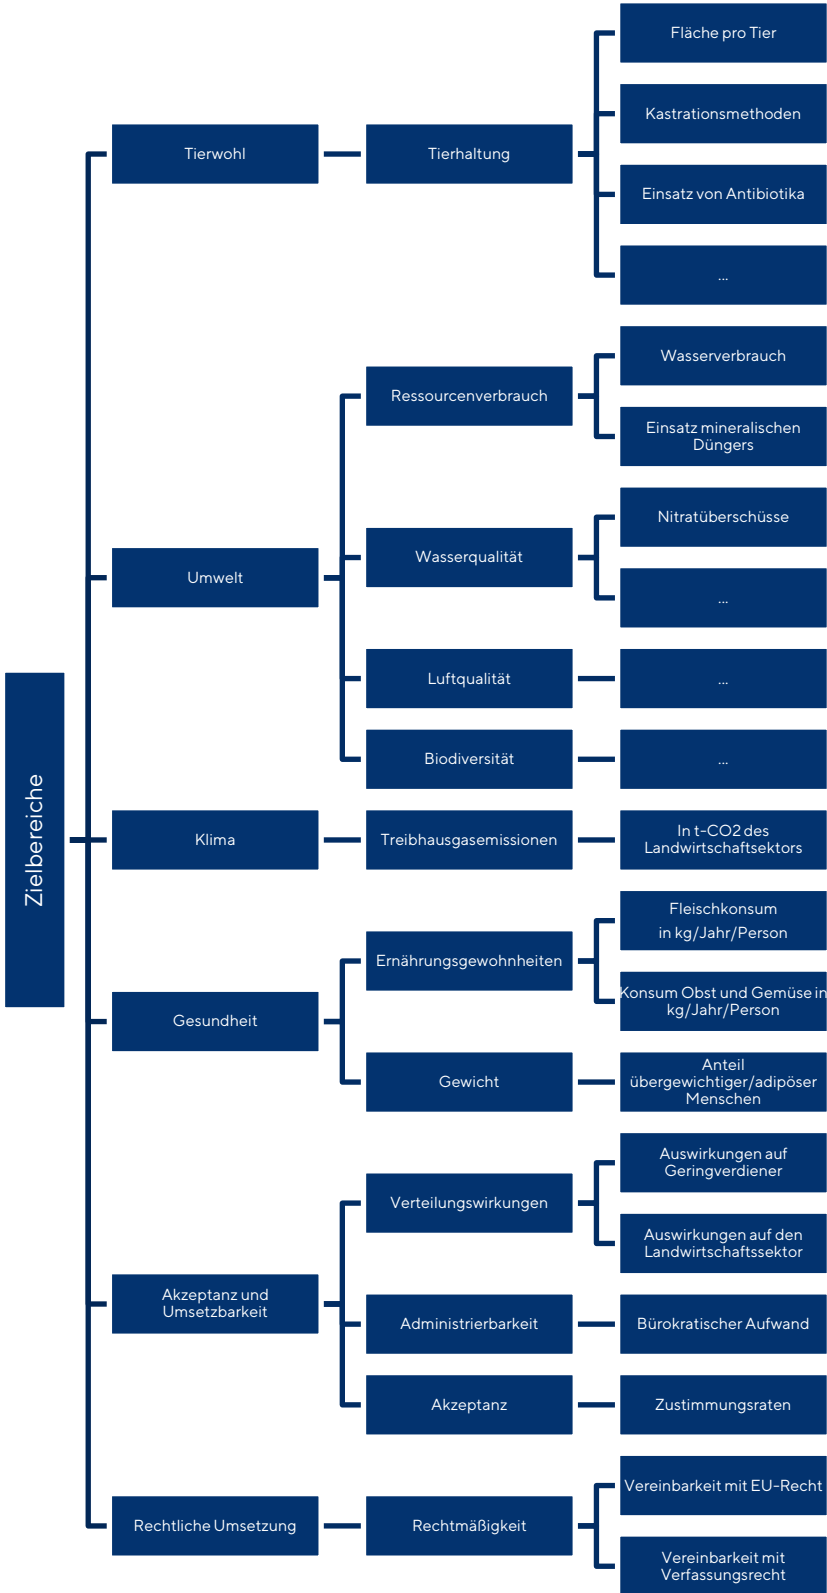 Zielbereiche
Tierwohl
Tierhaltung
Fläche pro Tier
Kastrationsmethoden
Einsatz von Antibiotika
...
Umwelt
Ressourcenverbrauch
Wasserverbrauch
Einsatz mineralischen
Düngers
Wasserqualität
Nitratüberschüsse
...
Luftqualität
...
Biodiversität
...
Klima
Treibhausgasemissionen
In t-CO2 des
Landwirtschaftsektors
Gesundheit
Ernährungsgewohnheiten
Fleischkonsum
in kg/Jahr/Person
Konsum Obst und Gemüse in
kg/Jahr/Person
Gewicht
Anteil
übergewichtiger/adipöser
Menschen
Akzeptanz und
Umsetzbarkeit
Verteilungswirkungen
Auswirkungen auf
Geringverdiener
Auswirkungen auf den
Landwirtschaftssektor
Administrierbarkeit
Bürokratischer Aufwand
Akzeptanz
Zustimmungsraten
Rechtliche Umsetzung
Rechtmäßigkeit
Vereinbarkeit mit EU-Recht
Vereinbarkeit mit
Verfassungsrecht